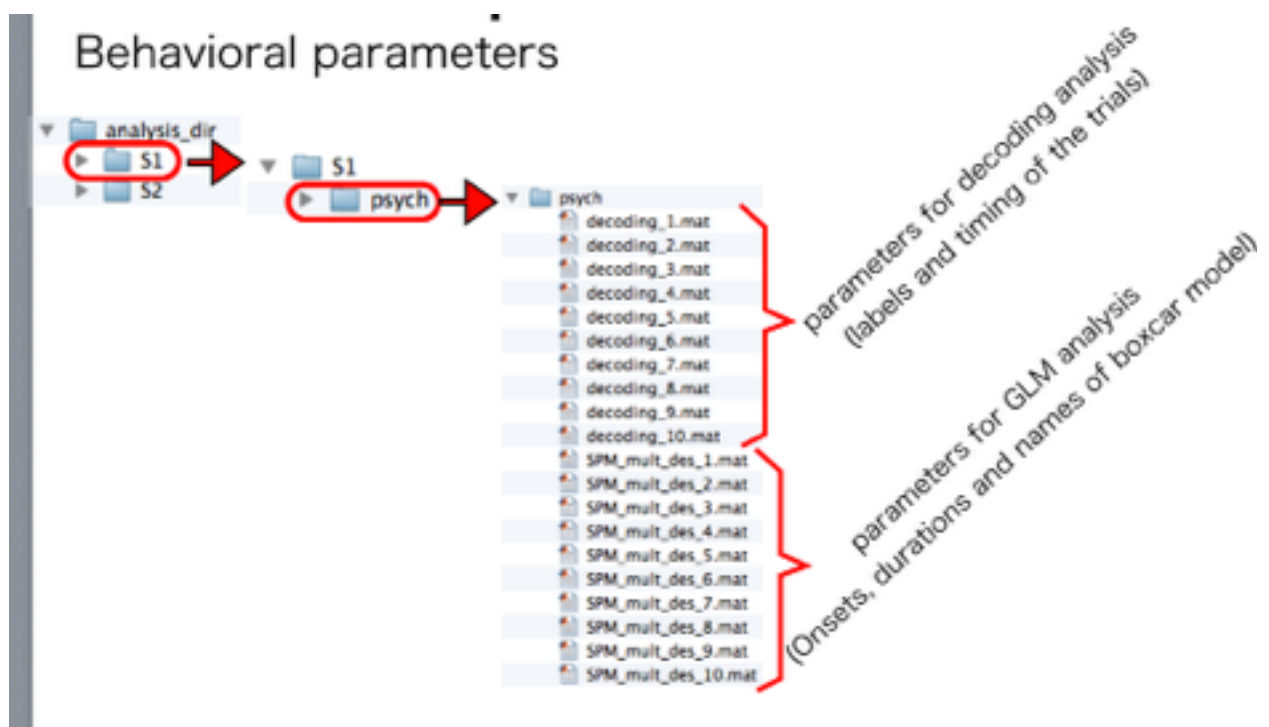 Behavioral parameters
analysis_dir
S1
S2
S1
psych
psych
decoding_1.mat
decoding_2.mat
decoding_3.mat
decoding_4.mat
decoding_5.mat
decoding_6.mat
decoding_7.mat
decoding_8.mat
decoding_9.mat
decoding_10.mat
SPM_mult_des_1.mat
SPM_mult_des_2.mat
SPM_mult_des_3.mat
SPM_mult_des_4.mat
SPM_mult_des_5.mat
SPM_mult_des_6.mat
SPM_mult_des_7.mat
SPM_mult_des_8.mat
SPM_mult_des_9.mat
SPM_mult_des_10.mat
parameters for decoding analysis
(labels and timing of the trials)
parameters for GLM analysis
(Onsets, durations and names of boxcar model)